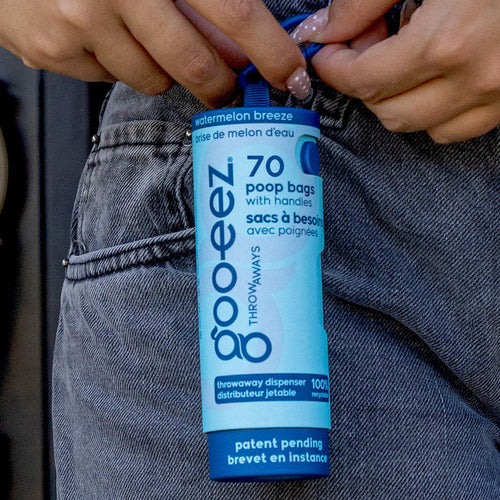 watermelon breeze
brise de melon d'eau
70
poop bags
with handles
sacs à besoins
avec poignées
goo-eez®
THROWAWAYS
throwaway dispenser
distributeur jetable
100%
recyclable
patent pending
brevet en instance